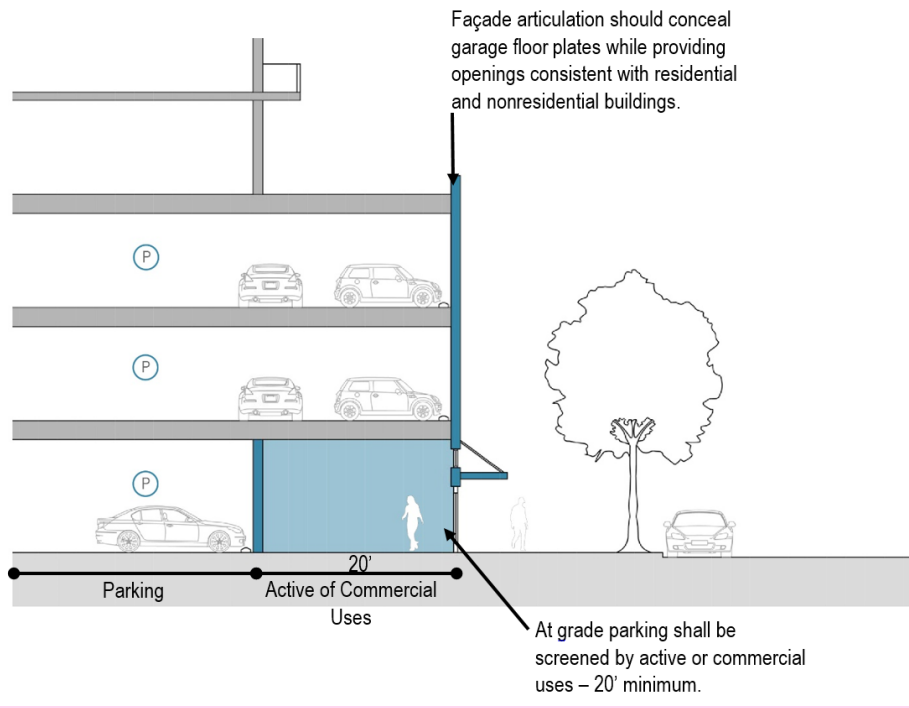 Façade articulation should conceal
garage floor plates while providing
openings consistent with residential
and nonresidential buildings.
P
P
P
20’
Parking
Active of Commercial
Uses
At grade parking shall be
screened by active or commercial
uses – 20’ minimum.